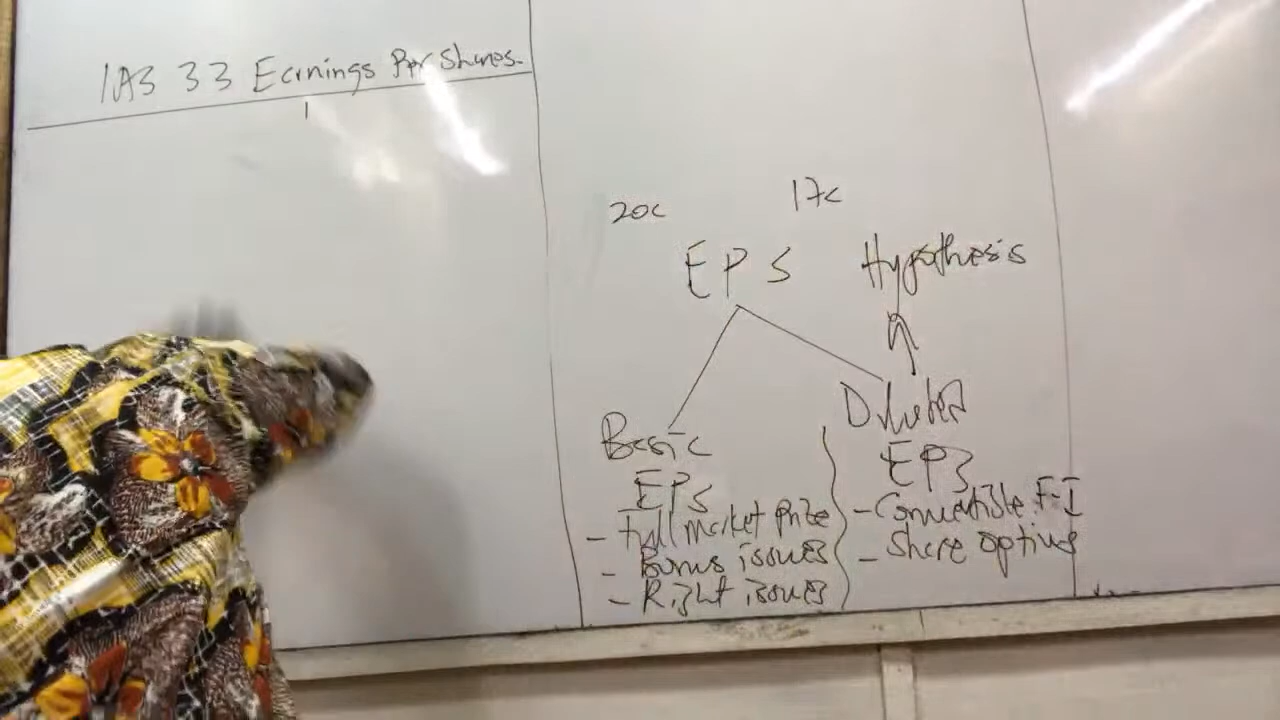 IAS 33 Earnings Per Shares.
20c 17c
EPS Hypothesis
Basic EPS
- Full market price
- Bonus issues
- Right issues
Diluted EPS
- Convertible F-I
- Share options